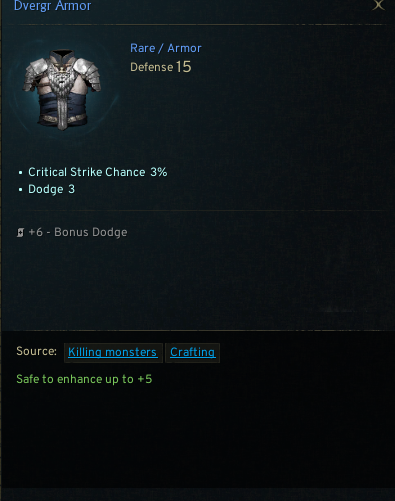 Dvergr Armor
Rare / Armor
Defense 15
• Critical Strike Chance 3%
• Dodge 3
+6 - Bonus Dodge
Source: Killing monsters Crafting
Safe to enhance up to +5